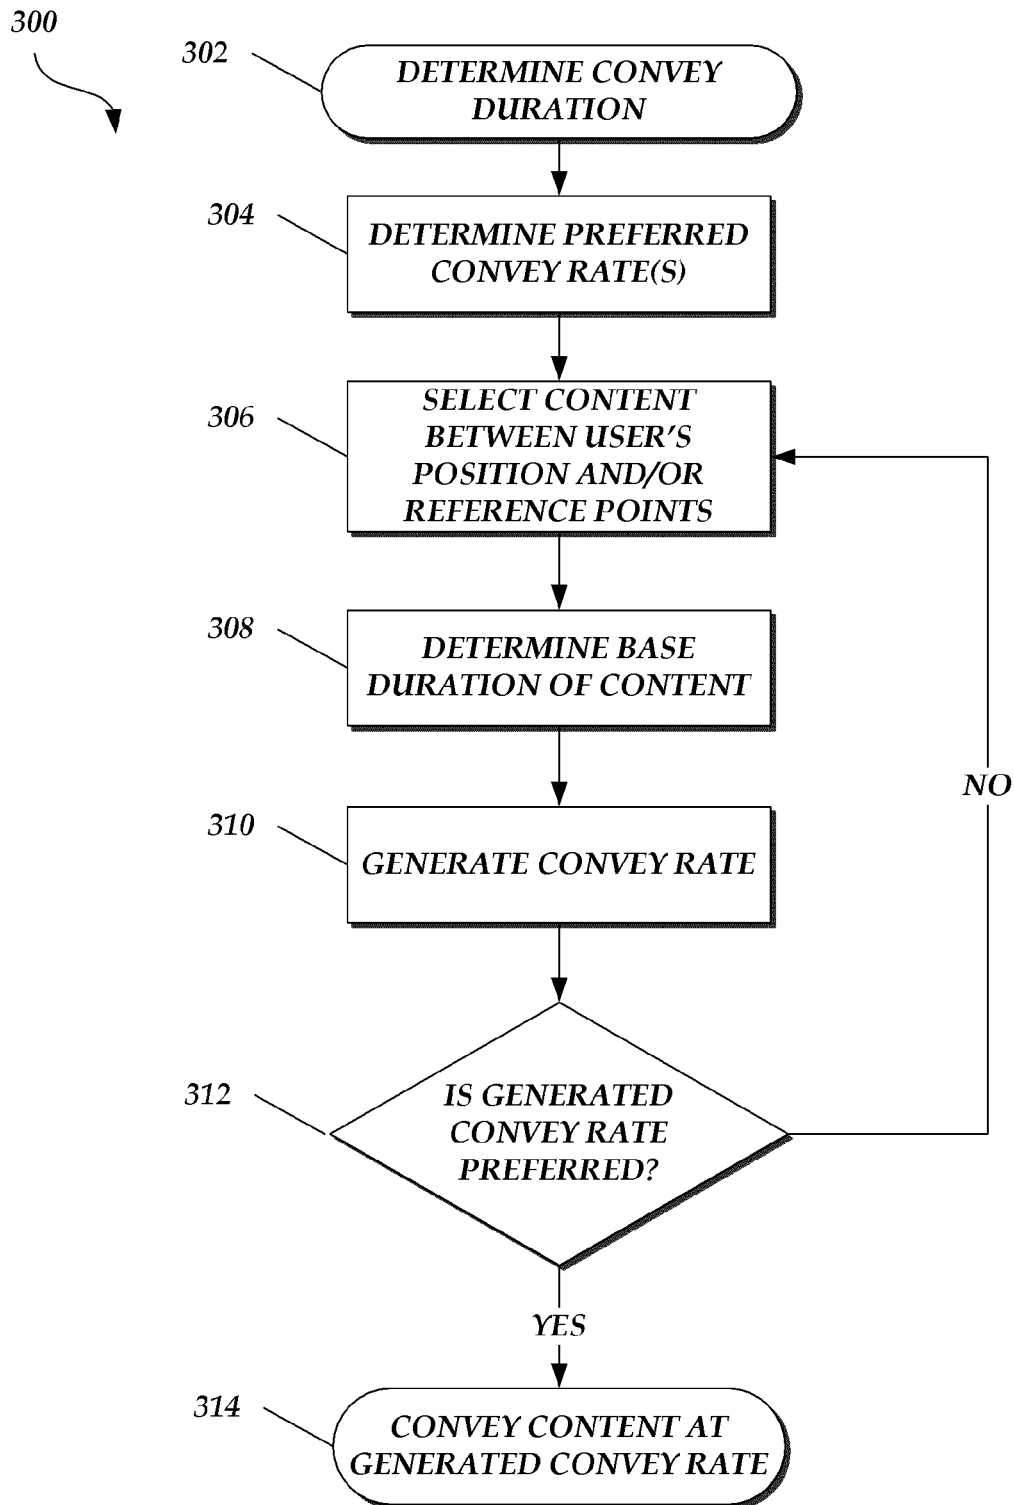 300
302
DETERMINE CONVEY
DURATION
304
DETERMINE PREFERRED
CONVEY RATE(S)
306
SELECT CONTENT
BETWEEN USER'S
POSITION AND/OR
REFERENCE POINTS
308
DETERMINE BASE
DURATION OF CONTENT
NO
310
GENERATE CONVEY RATE
312
IS GENERATED
CONVEY RATE
PREFERRED?
YES
314
CONVEY CONTENT AT
GENERATED CONVEY RATE